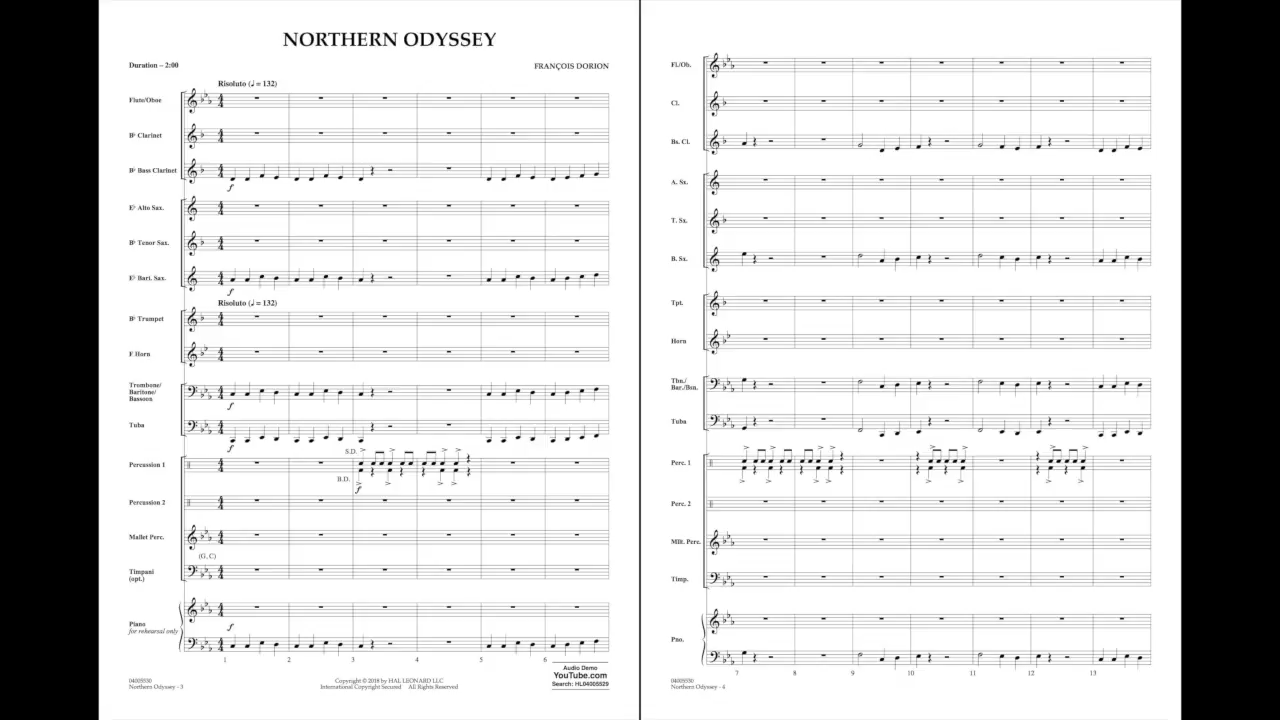 NORTHERN ODYSSEY
Duration – 2:00
FRANÇOIS DORION
Risoluto (♩ = 132)
Flute/Oboe
B♭ Clarinet
B♭ Bass Clarinet
f
E♭ Alto Sax.
B♭ Tenor Sax.
E♭ Bari. Sax.
f
Risoluto (♩ = 132)
B♭ Trumpet
F Horn
Trombone/
Baritone/
Bassoon
f
Tuba
f
S.D.
Percussion 1
B.D.
f
Percussion 2
Mallet Perc.
(G, C)
Timpani
(opt.)
Piano
for rehearsal only
f
1 2 3 4 5 6
Audio Demo
YouTube.com
Search: HL04005529
04005530
Northern Odyssey - 3
Copyright © 2018 by HAL LEONARD LLC
International Copyright Secured All Rights Reserved
Fl./Ob.
Cl.
Bs. Cl.
A. Sx.
T. Sx.
B. Sx.
Tpt.
Horn
Tbn./
Bar./Bsn.
Tuba
Perc. 1
Perc. 2
Mlt. Perc.
Timp.
Pno.
7 8 9 10 11 12 13
04005530
Northern Odyssey - 4